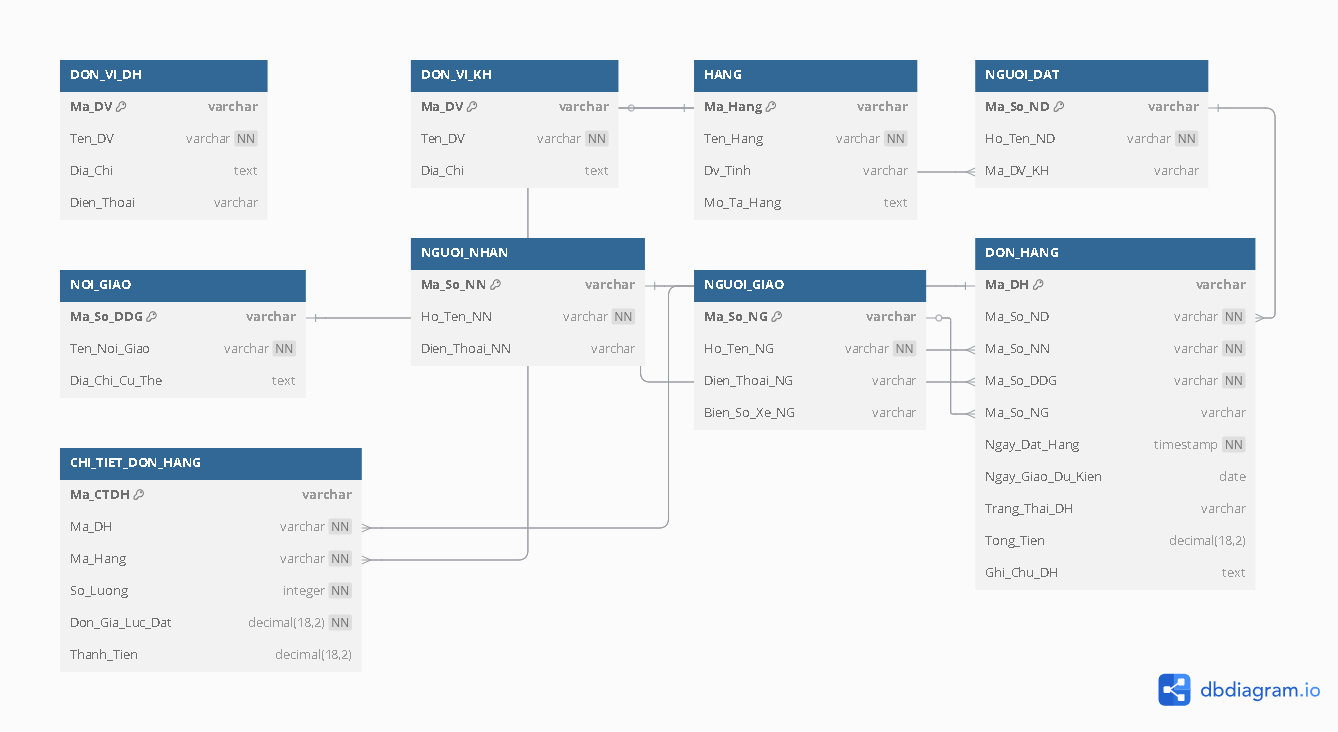 DON_VI_DH
Ma_DV varchar
Ten_DV varchar NN
Dia_Chi text
Dien_Thoai varchar
DON_VI_KH
Ma_DV varchar
Ten_DV varchar NN
Dia_Chi text
HANG
Ma_Hang varchar
Ten_Hang varchar NN
Dv_Tinh varchar
Mo_Ta_Hang text
NGUOI_DAT
Ma_So_ND varchar
Ho_Ten_ND varchar NN
Ma_DV_KH varchar
NOI_GIAO
Ma_So_DDG varchar
Ten_Noi_Giao varchar NN
Dia_Chi_Cu_The text
NGUOI_NHAN
Ma_So_NN varchar
Ho_Ten_NN varchar NN
Dien_Thoai_NN varchar
NGUOI_GIAO
Ma_So_NG varchar
Ho_Ten_NG varchar NN
Dien_Thoai_NG varchar
Bien_So_Xe_NG varchar
DON_HANG
Ma_DH varchar
Ma_So_ND varchar NN
Ma_So_NN varchar NN
Ma_So_DDG varchar NN
Ma_So_NG varchar
Ngay_Dat_Hang timestamp NN
Ngay_Giao_Du_Kien date
Trang_Thai_DH varchar
Tong_Tien decimal(18,2)
Ghi_Chu_DH text
CHI_TIET_DON_HANG
Ma_CTDH varchar
Ma_DH varchar NN
Ma_Hang varchar NN
So_Luong integer NN
Don_Gia_Luc_Dat decimal(18,2) NN
Thanh_Tien decimal(18,2)
dbdiagram.io